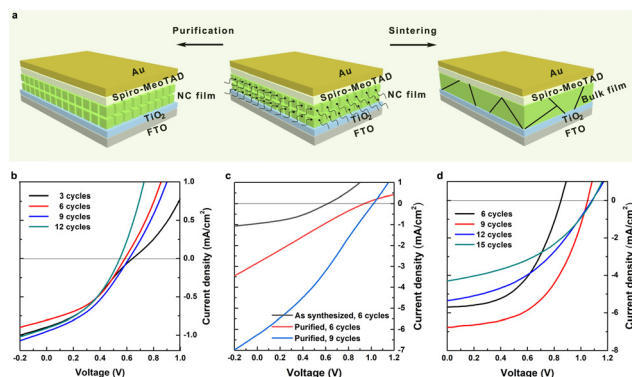 a
Purification
Sintering
Au
Spiro-MeoTAD
NC film
TiO2
FTO
Au
Spiro-MeoTAD
NC film
TiO2
FTO
Au
Spiro-MeoTAD
Bulk film
TiO2
FTO
b
3 cycles
6 cycles
9 cycles
12 cycles
1.0
0.5
0.0
-0.5
-1.0
Current density (mA/cm2)
-0.2 0.0 0.2 0.4 0.6 0.8 1.0
Voltage (V)
c
As synthesized, 6 cycles
Purified, 6 cycles
Purified, 9 cycles
1
0
-1
-2
-3
-4
-5
-6
-7
Current density (mA/cm2)
-0.2 0.0 0.2 0.4 0.6 0.8 1.0 1.2
Voltage (V)
d
6 cycles
9 cycles
12 cycles
15 cycles
0
-2
-4
-6
-8
Current density (mA/cm2)
0.0 0.2 0.4 0.6 0.8 1.0 1.2
Voltage (V)